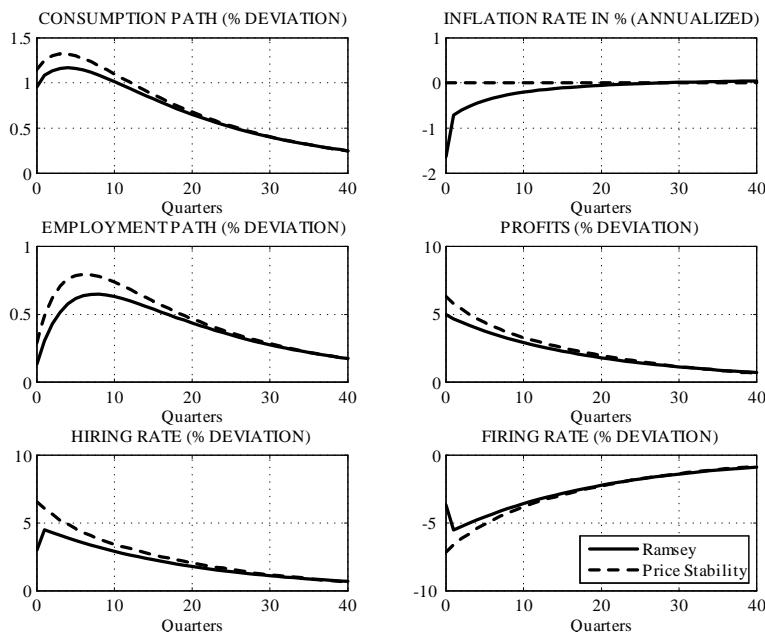 CONSUMPTION PATH (% DEVIATION)
1.5
1
0.5
0
0 10 20 30 40
Quarters
INFLATION RATE IN % (ANNUALIZED)
1
0
-1
-2
0 10 20 30 40
Quarters
EMPLOYMENT PATH (% DEVIATION)
1
0.5
0
0 10 20 30 40
Quarters
PROFITS (% DEVIATION)
10
5
0
0 10 20 30 40
Quarters
HIRING RATE (% DEVIATION)
10
5
0
0 10 20 30 40
Quarters
FIRING RATE (% DEVIATION)
0
-5
-10
0 10 20 30 40
Quarters
Ramsey
Price Stability